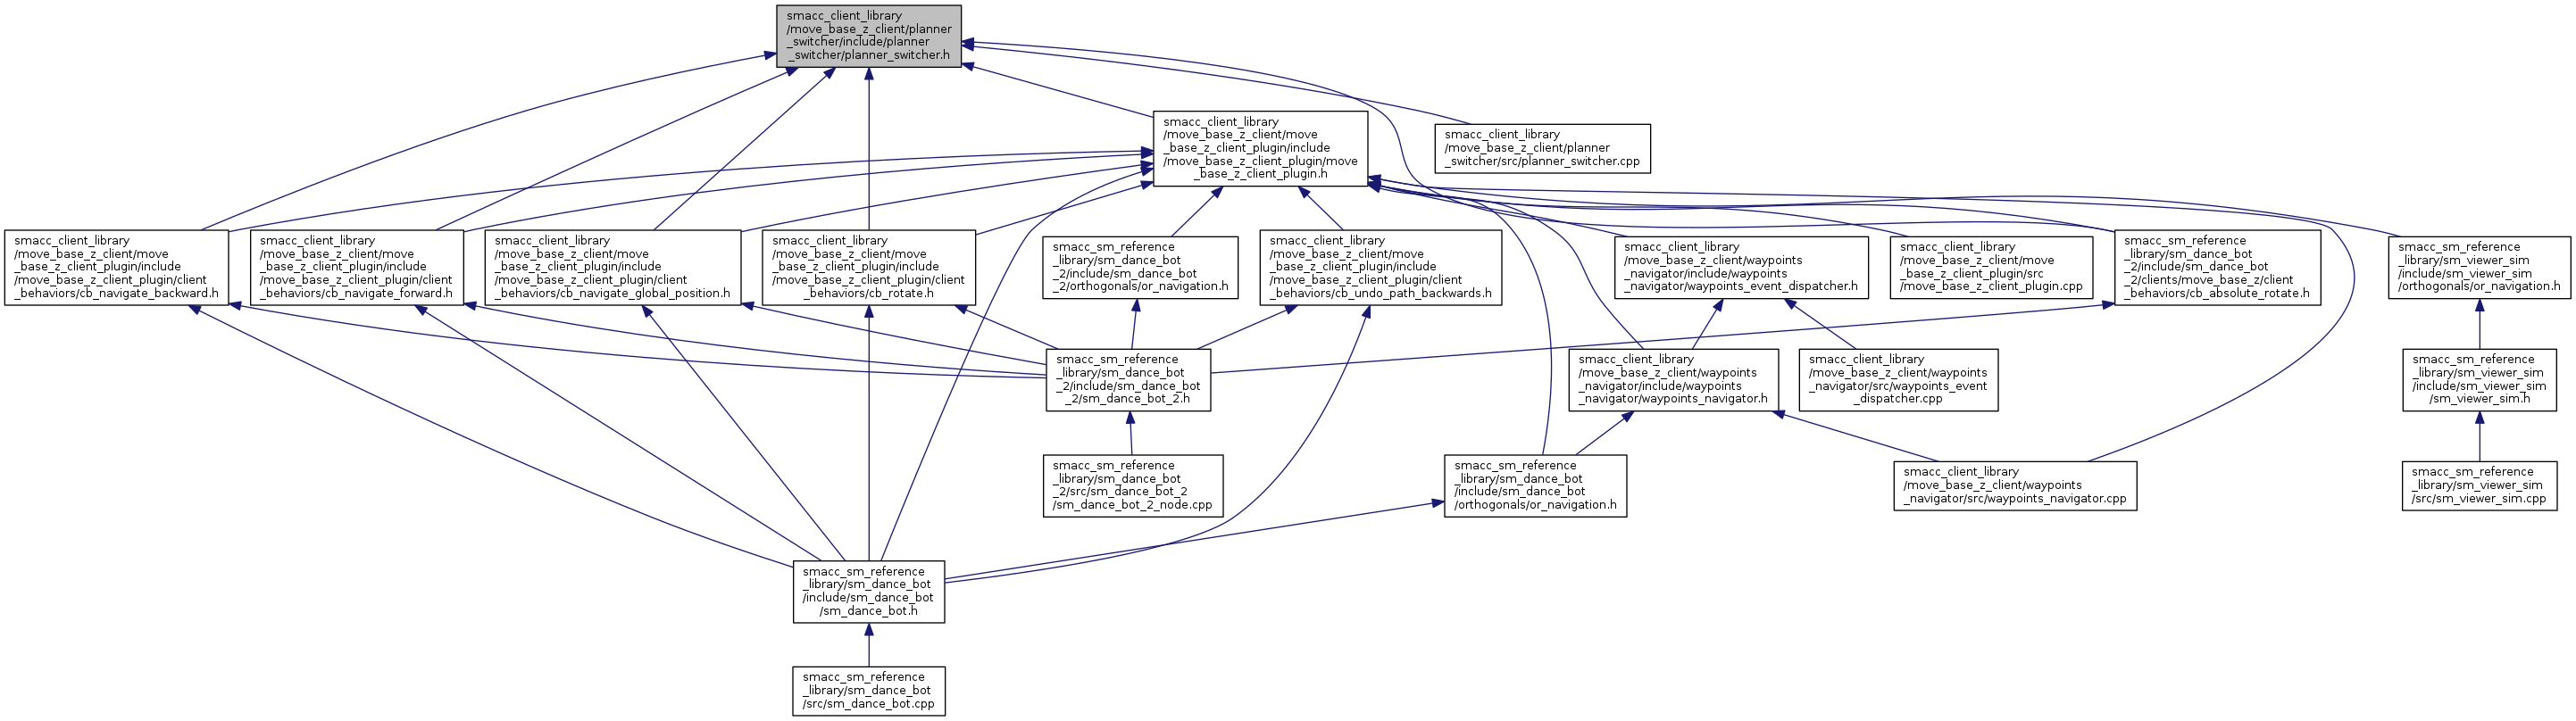 smacc_client_library
/move_base_z_client/planner
_switcher/include/planner
_switcher/planner_switcher.h
smacc_client_library
/move_base_z_client/move
_base_z_client_plugin/include
/move_base_z_client_plugin/move
_base_z_client_plugin.h
smacc_client_library
/move_base_z_client/planner
_switcher/src/planner_switcher.cpp
smacc_client_library
/move_base_z_client/move
_base_z_client_plugin/include
/move_base_z_client_plugin/client
_behaviors/cb_navigate_backward.h
smacc_client_library
/move_base_z_client/move
_base_z_client_plugin/include
/move_base_z_client_plugin/client
_behaviors/cb_navigate_forward.h
smacc_client_library
/move_base_z_client/move
_base_z_client_plugin/include
/move_base_z_client_plugin/client
_behaviors/cb_navigate_global_position.h
smacc_client_library
/move_base_z_client/move
_base_z_client_plugin/include
/move_base_z_client_plugin/client
_behaviors/cb_rotate.h
smacc_sm_reference
_library/sm_dance_bot
_2/include/sm_dance_bot
_2/orthogonals/or_navigation.h
smacc_client_library
/move_base_z_client/move
_base_z_client_plugin/include
/move_base_z_client_plugin/client
_behaviors/cb_undo_path_backwards.h
smacc_client_library
/move_base_z_client/waypoints
_navigator/include/waypoints
_navigator/waypoints_event_dispatcher.h
smacc_client_library
/move_base_z_client/move
_base_z_client_plugin/src
/move_base_z_client_plugin.cpp
smacc_sm_reference
_library/sm_dance_bot
_2/include/sm_dance_bot
_2/clients/move_base_z/client
_behaviors/cb_absolute_rotate.h
smacc_sm_reference
_library/sm_viewer_sim
/include/sm_viewer_sim
/orthogonals/or_navigation.h
smacc_sm_reference
_library/sm_dance_bot
_2/include/sm_dance_bot
_2/sm_dance_bot_2.h
smacc_client_library
/move_base_z_client/waypoints
_navigator/include/waypoints
_navigator/waypoints_navigator.h
smacc_client_library
/move_base_z_client/waypoints
_navigator/src/waypoints_event
_dispatcher.cpp
smacc_sm_reference
_library/sm_viewer_sim
/include/sm_viewer_sim
/sm_viewer_sim.h
smacc_sm_reference
_library/sm_dance_bot
_2/src/sm_dance_bot_2
/sm_dance_bot_2_node.cpp
smacc_sm_reference
_library/sm_dance_bot
/include/sm_dance_bot
/orthogonals/or_navigation.h
smacc_client_library
/move_base_z_client/waypoints
_navigator/src/waypoints_navigator.cpp
smacc_sm_reference
_library/sm_viewer_sim
/src/sm_viewer_sim.cpp
smacc_sm_reference
_library/sm_dance_bot
/include/sm_dance_bot
/sm_dance_bot.h
smacc_sm_reference
_library/sm_dance_bot
/src/sm_dance_bot.cpp